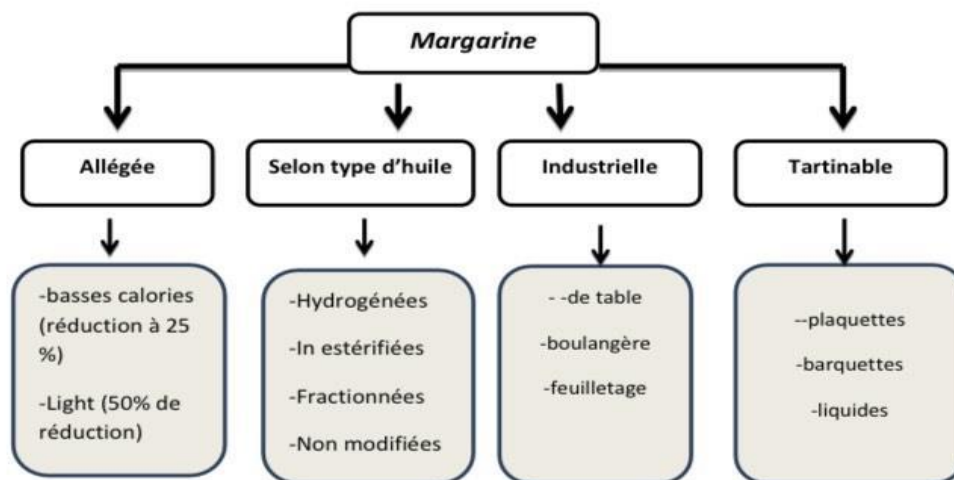 Margarine
Allégée
Selon type d'huile
Industrielle
Tartinable
-basses calories
(réduction à 25
%)
-Light (50% de
réduction)
-Hydrogénées
-In estérifiées
-Fractionnées
-Non modifiées
- -de table
-boulangère
-feuilletage
--plaquettes
-barquettes
-liquides